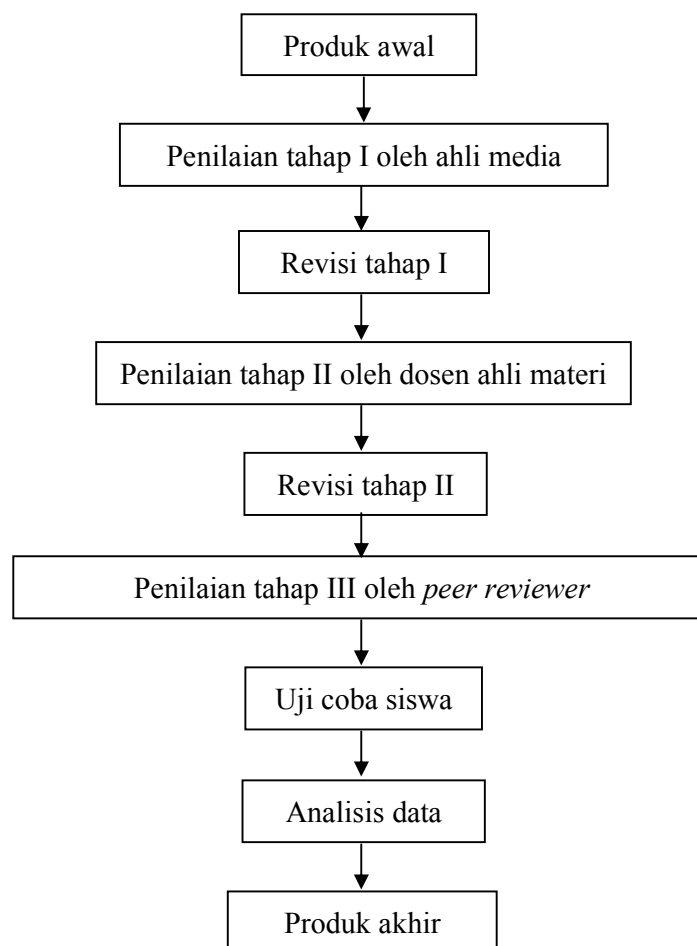 Produk awal
Penilaian tahap I oleh ahli media
Revisi tahap I
Penilaian tahap II oleh dosen ahli materi
Revisi tahap II
Penilaian tahap III oleh peer reviewer
Uji coba siswa
Analisis data
Produk akhir